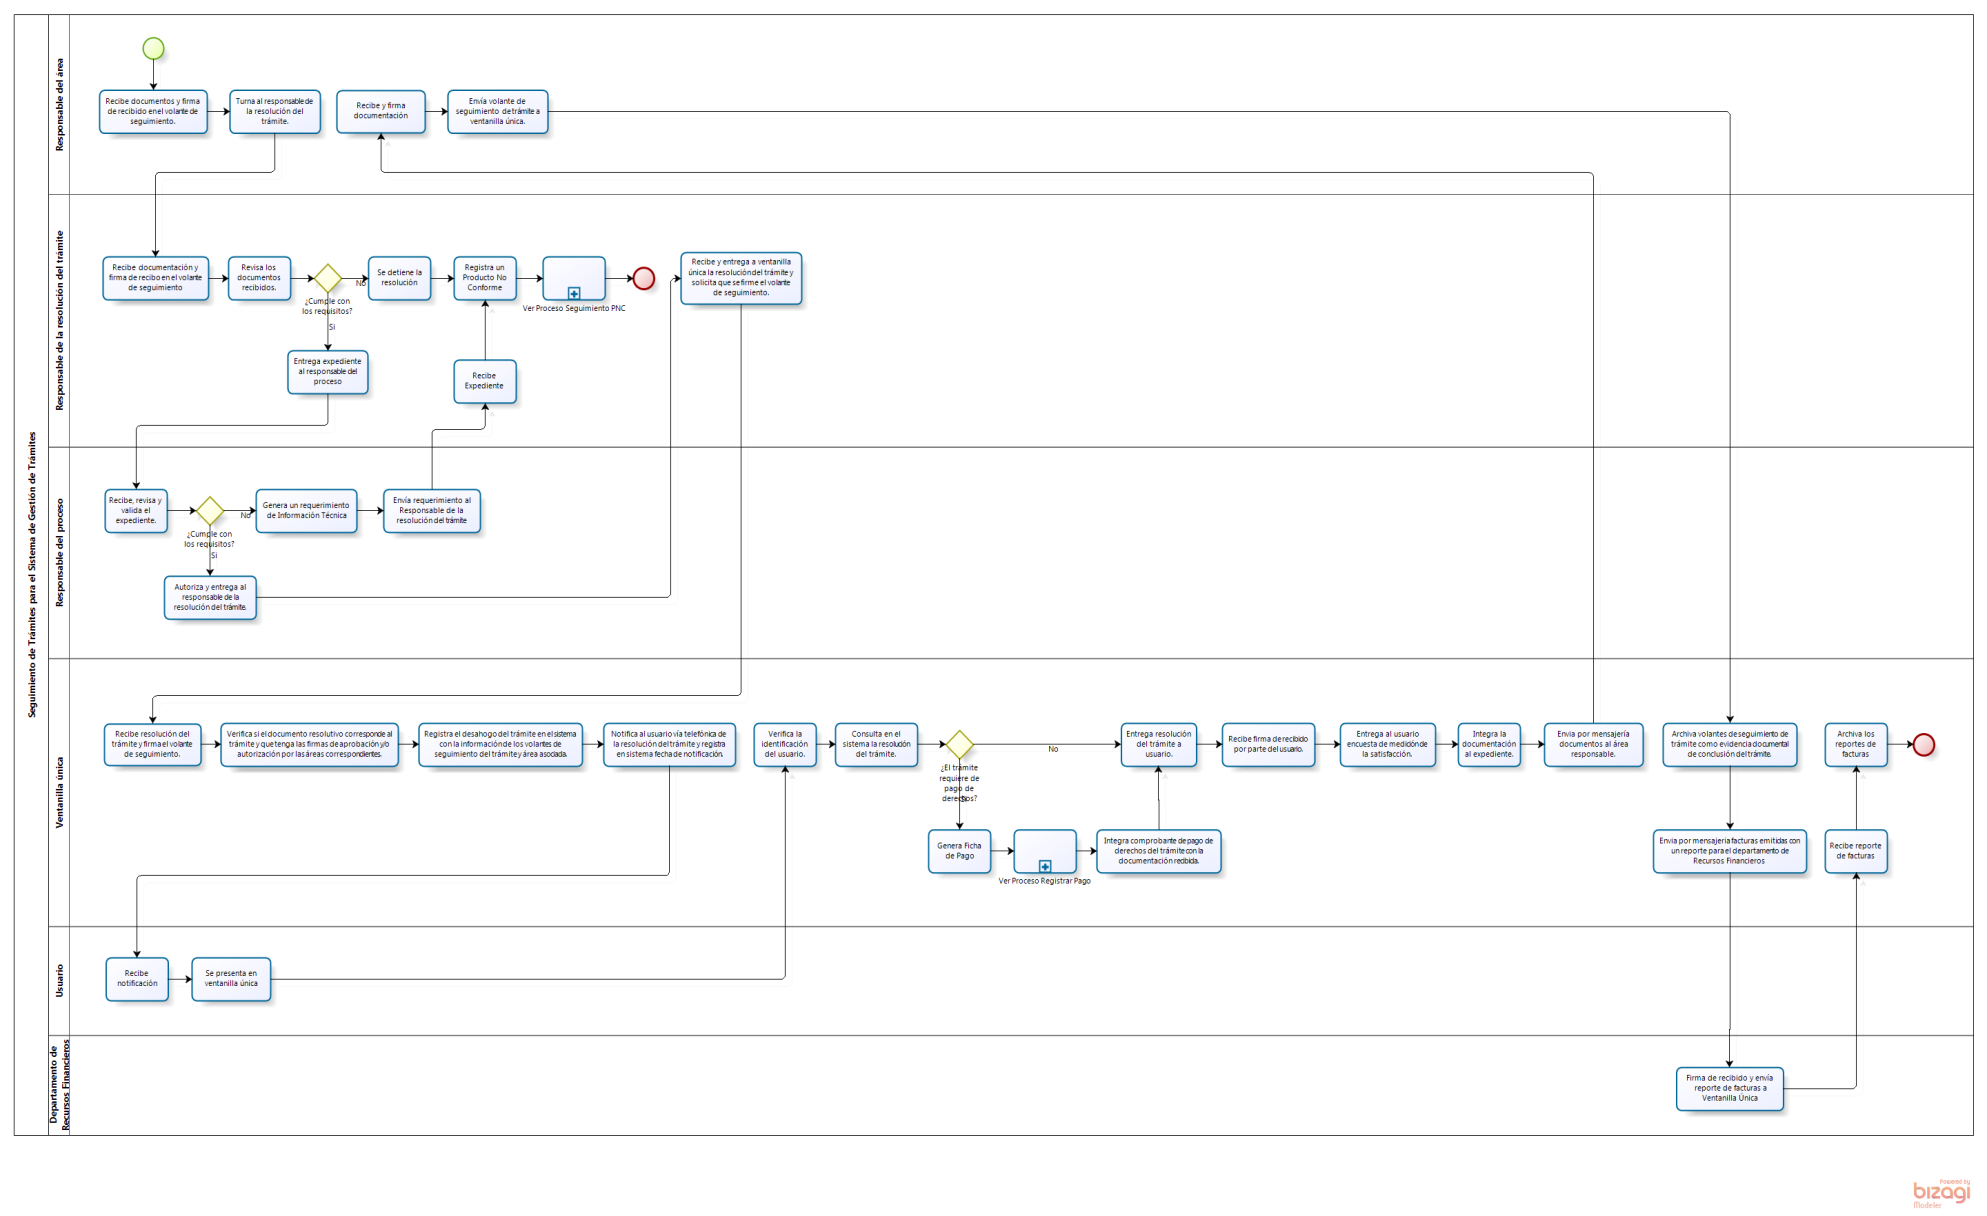 Seguimiento de Trámites para el Sistema de Gestión de Trámites
Responsable del área
Recibe documentos y firma
de recibido en el volante de
seguimiento.
Turna al responsable de
la resolución del
trámite.
Recibe y firma
documentación
Envía volante de
seguimiento de trámite a
ventanilla única.
Responsable de la resolución del trámite
Recibe documentación y
firma de recibo en el volante
de seguimiento
Revisa los
documentos
recibidos.
¿Cumple con
los requisitos?
No
Si
Se detiene la
resolución
Registra un
Producto No
Conforme
Ver Proceso Seguimiento PNC
Recibe y entrega a ventanilla
única la resolución del trámite y
solicita que se firme el volante
de seguimiento.
Entrega expediente
al responsable del
proceso
Recibe
Expediente
Responsable del proceso
Recibe, revisa y
valida el
expediente.
¿Cumple con
los requisitos?
No
Si
Genera un requerimiento
de Información Técnica
Envía requerimiento al
Responsable de la
resolución del trámite
Autoriza y entrega al
responsable de la
resolución del trámite.
Ventanilla única
Recibe resolución del
trámite y firma el volante
de seguimiento.
Verifica si el documento resolutivo corresponde al
trámite y que tenga las firmas de aprobación y/o
autorización por las áreas correspondientes.
Registra el desahogo del trámite en el sistema
con la información de los volantes de
seguimiento del trámite y área asociada.
Notifica al usuario vía telefónica de
la resolución del trámite y registra
en sistema fecha de notificación.
Verifica la
identificación
del usuario.
Consulta en el
sistema la resolución
del trámite.
¿El trámite
requiere de
pago de
derechos?
No
Si
Entrega resolución
del trámite a
usuario.
Recibe firma de recibido
por parte del usuario.
Entrega al usuario
encuesta de medición de
la satisfacción.
Integra la
documentación
al expediente.
Envia por mensajería
documentos al área
responsable.
Archiva volantes de seguimiento de
trámite como evidencia documental
de conclusión del trámite.
Archiva los
reportes de
facturas
Genera Ficha
de Pago
Ver Proceso Registrar Pago
Integra comprobante de pago de
derechos del trámite con la
documentación recibida.
Envia por mensajeria facturas emitidas con
un reporte para el departamento de
Recursos Financieros
Recibe reporte
de facturas
Usuario
Recibe
notificación
Se presenta en
ventanilla única
Departamento de
Recursos Financieros
Firma de recibido y envía
reporte de facturas a
Ventanilla Única
Powered by
bizagi
Modeler